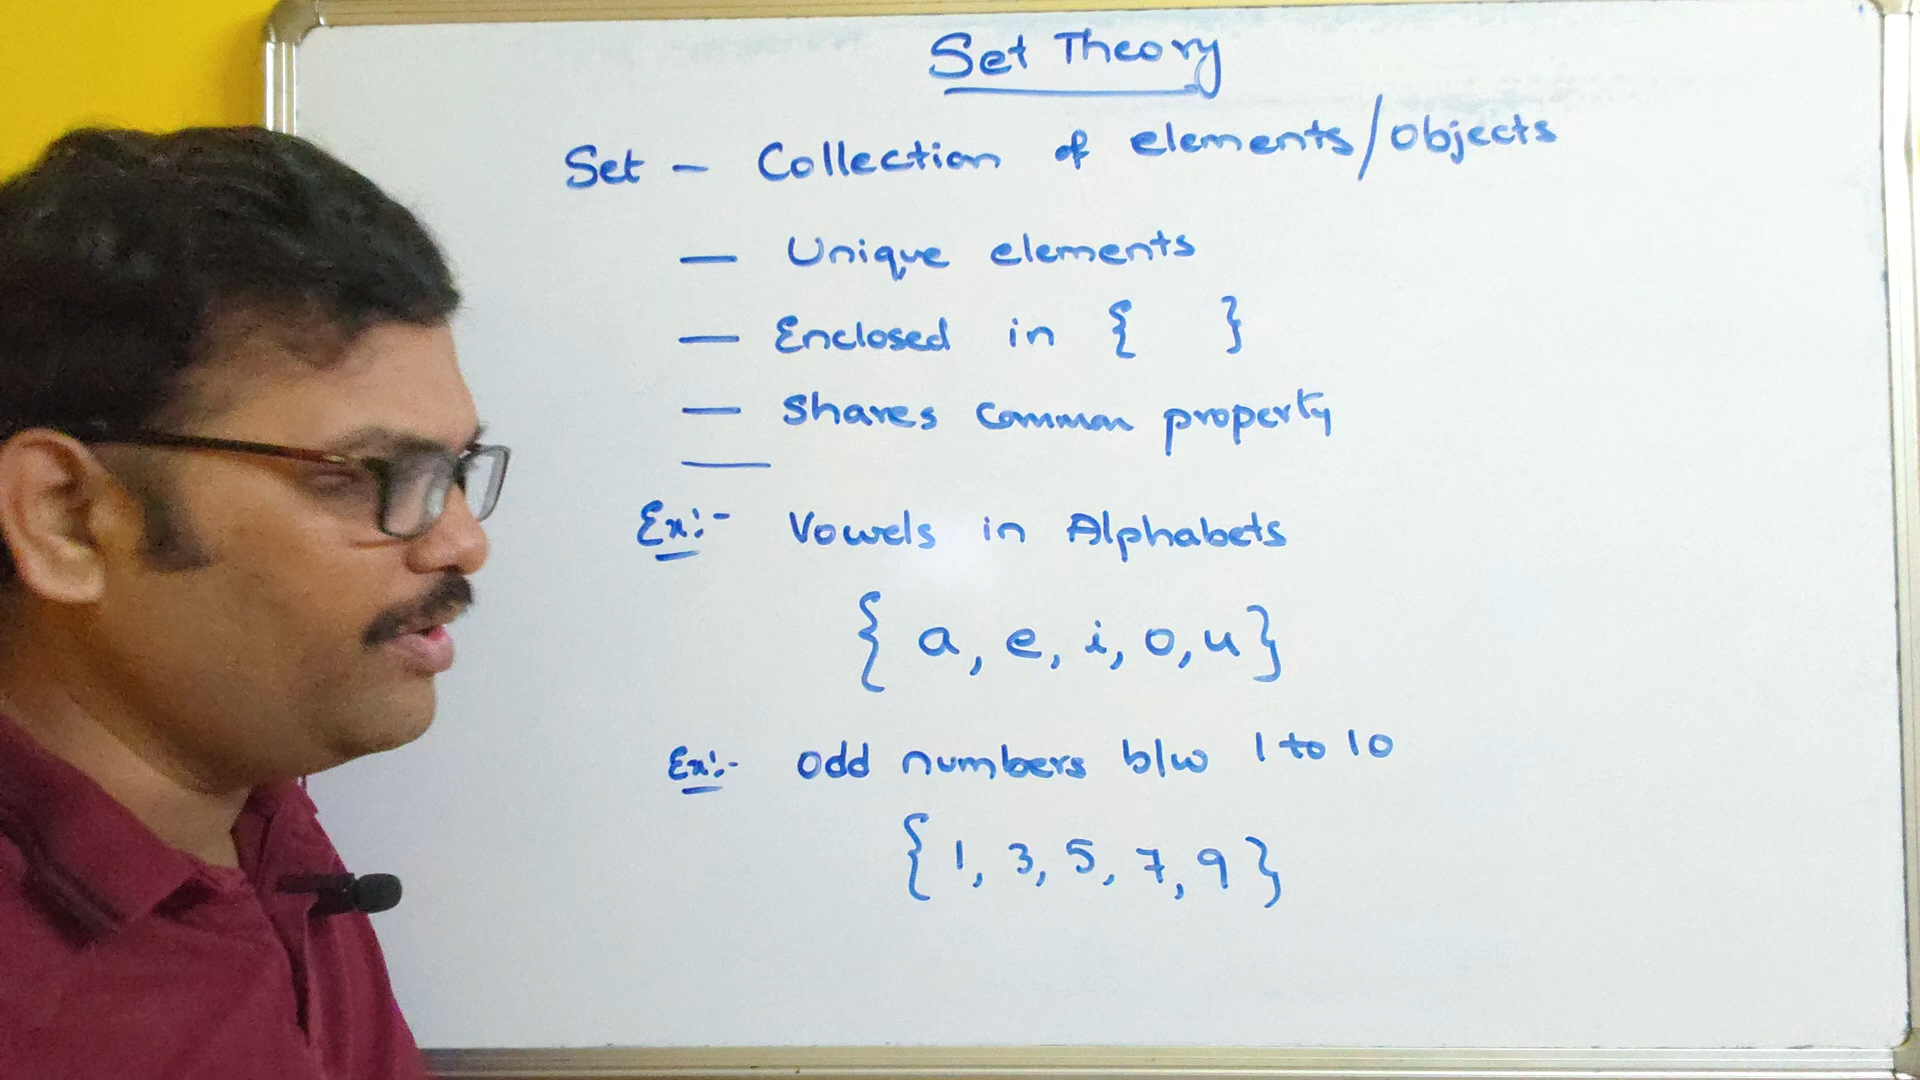 Set Theory
Set - Collection of elements/objects
— Unique elements
— Enclosed in { }
— Shares common property
—
Ex:- Vowels in Alphabets
{ a, e, i, o, u }
Ex:- odd numbers b/w 1 to 10
{ 1, 3, 5, 7, 9 }